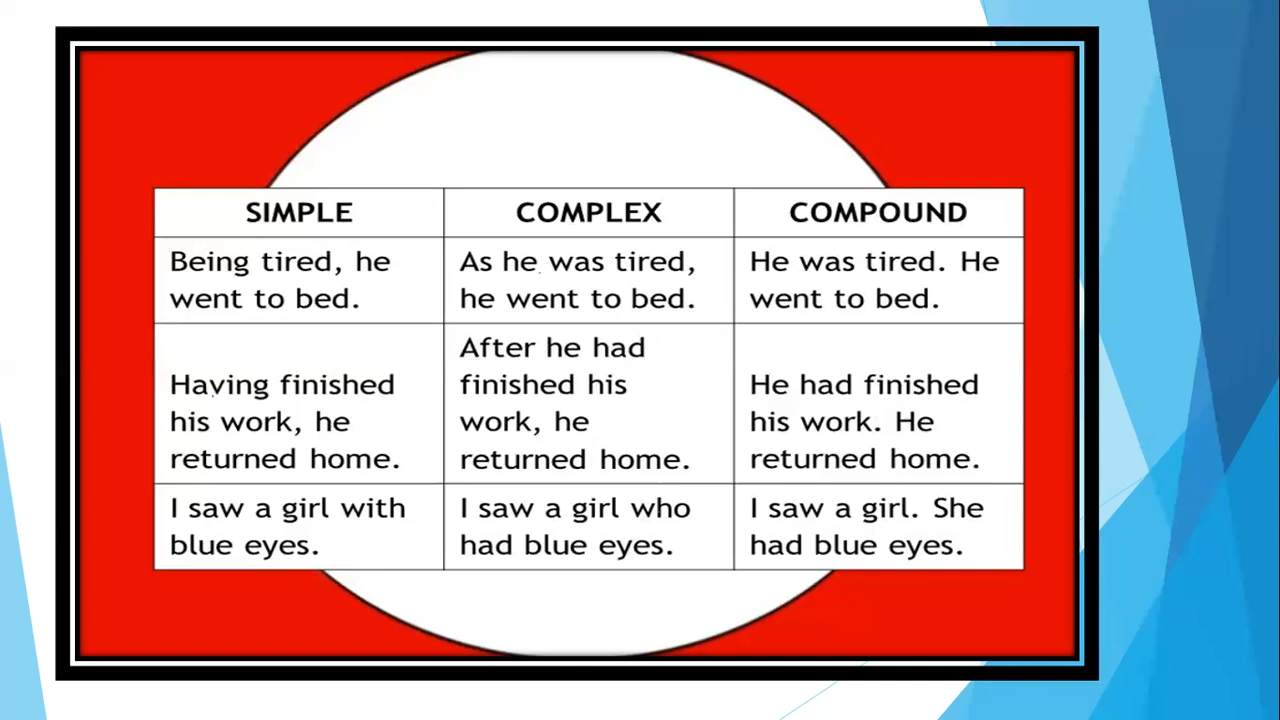 SIMPLE COMPLEX COMPOUND
Being tired, he
went to bed.
As he was tired,
he went to bed.
He was tired. He
went to bed.
Having finished
his work, he
returned home.
After he had
finished his
work, he
returned home.
He had finished
his work. He
returned home.
I saw a girl with
blue eyes.
I saw a girl who
had blue eyes.
I saw a girl. She
had blue eyes.